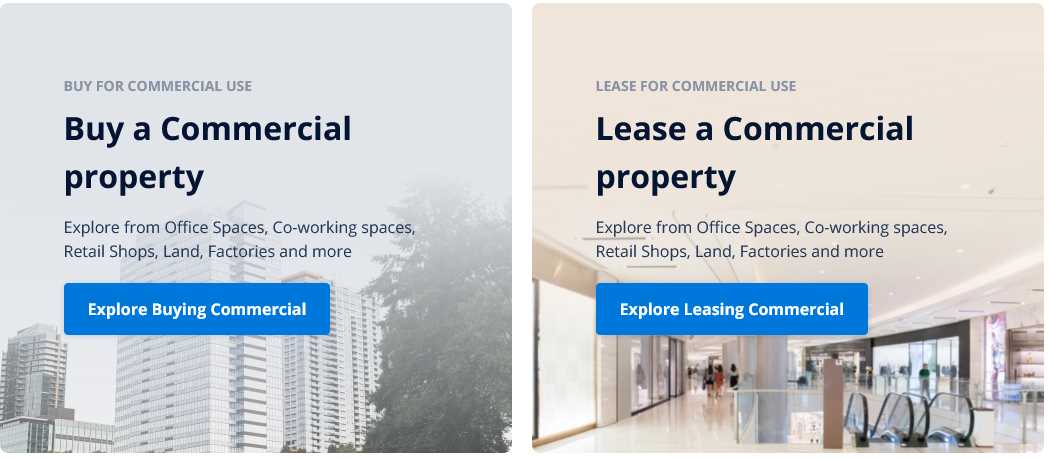 BUY FOR COMMERCIAL USE
Buy a Commercial
property
Explore from Office Spaces, Co-working spaces,
Retail Shops, Land, Factories and more
Explore Buying Commercial
LEASE FOR COMMERCIAL USE
Lease a Commercial
property
Explore from Office Spaces, Co-working spaces,
Retail Shops, Land, Factories and more
Explore Leasing Commercial